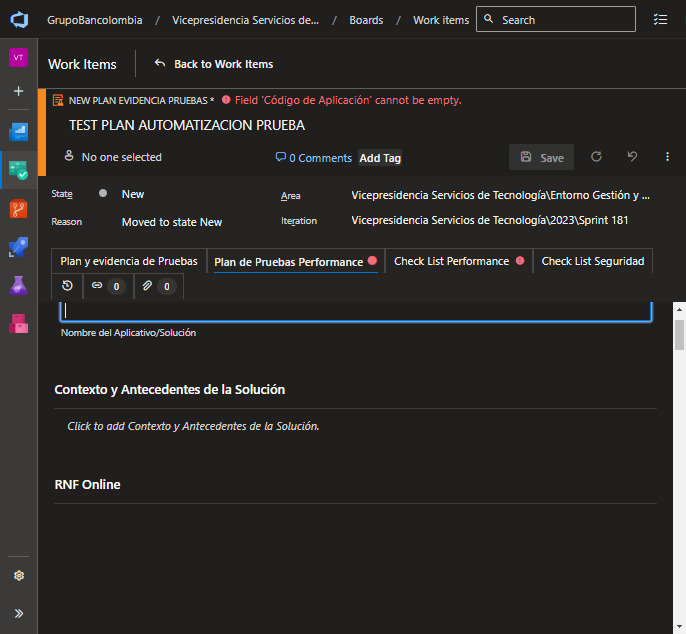 GrupoBancolombia / Vicepresidencia Servicios de... / Boards / Work items Search
VT
Work Items Back to Work Items
NEW PLAN EVIDENCIA PRUEBAS * Field 'Código de Aplicación' cannot be empty.
TEST PLAN AUTOMATIZACION PRUEBA
No one selected 0 Comments Add Tag Save
State New Area Vicepresidencia Servicios de Tecnología\Entorno Gestión y ...
Reason Moved to state New Iteration Vicepresidencia Servicios de Tecnología\2023\Sprint 181
Plan y evidencia de Pruebas Plan de Pruebas Performance Check List Performance Check List Seguridad
0 0
Nombre del Aplicativo/Solución
Contexto y Antecedentes de la Solución
Click to add Contexto y Antecedentes de la Solución.
RNF Online